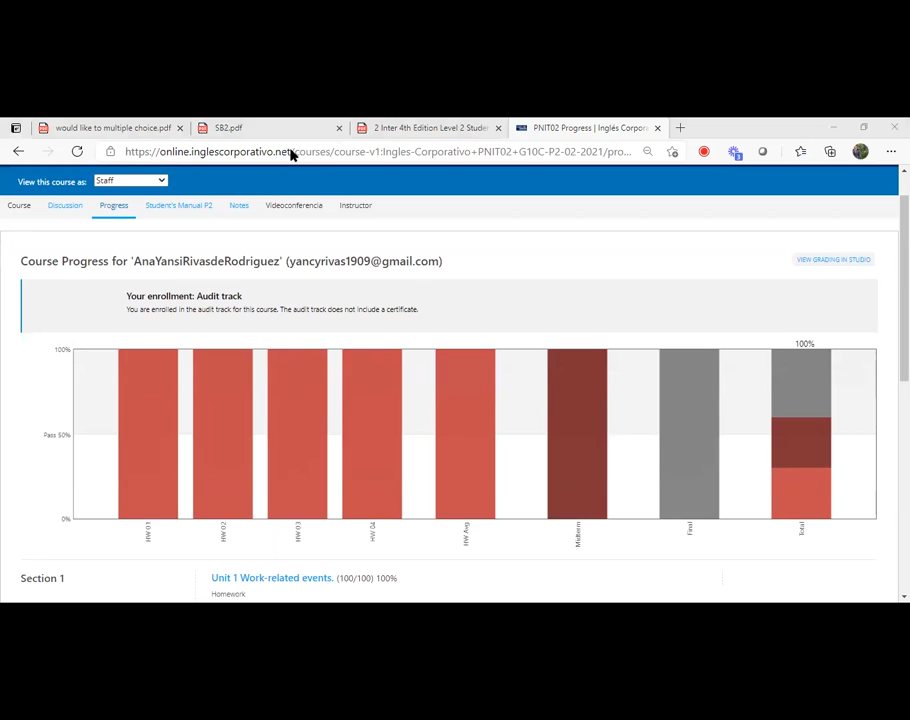 would like to multiple choice.pdf
SB2.pdf
2 Inter 4th Edition Level 2 Studen
PNIT02 Progress | Inglés Corpora
https://online.inglescorporativo.net/courses/course-v1:Ingles-Corporativo+PNIT02+G10C-P2-02-2021/pro...
View this course as:
Staff
Course
Discussion
Progress
Student's Manual P2
Notes
Videoconferencia
Instructor
Course Progress for 'AnaYansiRivasdeRodriguez' (yancyrivas1909@gmail.com)
VIEW GRADING IN STUDIO
Your enrollment: Audit track
You are enrolled in the audit track for this course. The audit track does not include a certificate.
100%
100%
Pass 50%
0%
HW 01
HW 02
HW 03
HW 04
HW Avg
Midterm
Final
Total
Section 1
Unit 1 Work-related events. (100/100) 100%
Homework